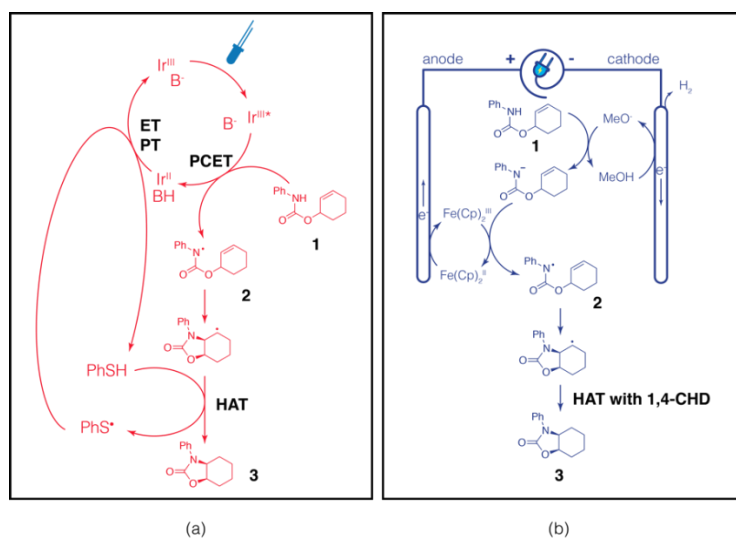 Ir^III
B^-
B^- Ir^III*
ET
PT
PCET
Ir^II
BH
Ph
NH
O
O
1
Ph
N•
O
O
2
Ph
N
O
O
•
PhSH
HAT
PhS•
Ph
N
O
O
3
(a)
anode
+
-
cathode
H₂
Ph
NH
O
O
1
MeO^-
MeOH
Ph
N^-
O
O
e^-
e^-
Fe(Cp)₂^III
Fe(Cp)₂^II
Ph
N•
O
O
2
Ph
N
O
O
•
HAT with 1,4-CHD
Ph
N
O
O
3
(b)